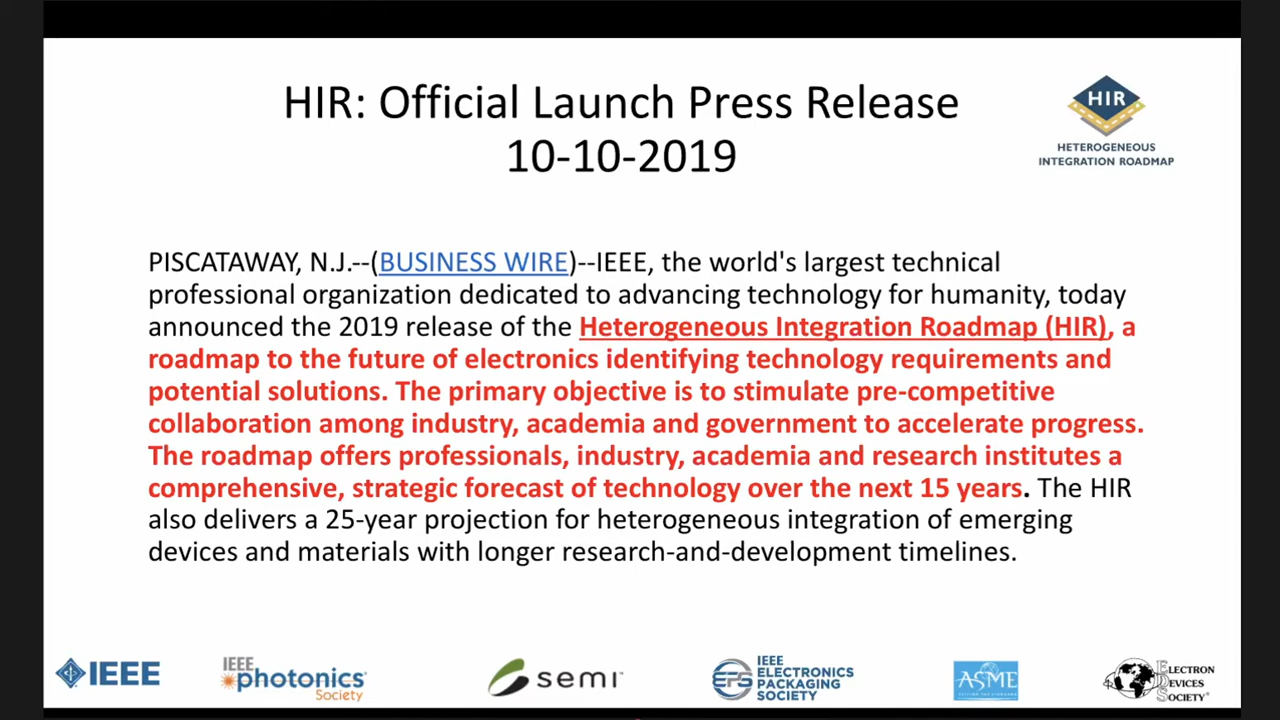 HIR: Official Launch Press Release
10-10-2019
HIR
HETEROGENEOUS
INTEGRATION ROADMAP
PISCATAWAY, N.J.--(BUSINESS WIRE)--IEEE, the world's largest technical
professional organization dedicated to advancing technology for humanity, today
announced the 2019 release of the Heterogeneous Integration Roadmap (HIR), a
roadmap to the future of electronics identifying technology requirements and
potential solutions. The primary objective is to stimulate pre-competitive
collaboration among industry, academia and government to accelerate progress.
The roadmap offers professionals, industry, academia and research institutes a
comprehensive, strategic forecast of technology over the next 15 years. The HIR
also delivers a 25-year projection for heterogeneous integration of emerging
devices and materials with longer research-and-development timelines.
IEEE
IEEE
photonics
Society
semi
EPS
IEEE
ELECTRONICS
PACKAGING
SOCIETY
ASME
ELECTRON
DEVICES
SOCIETY®